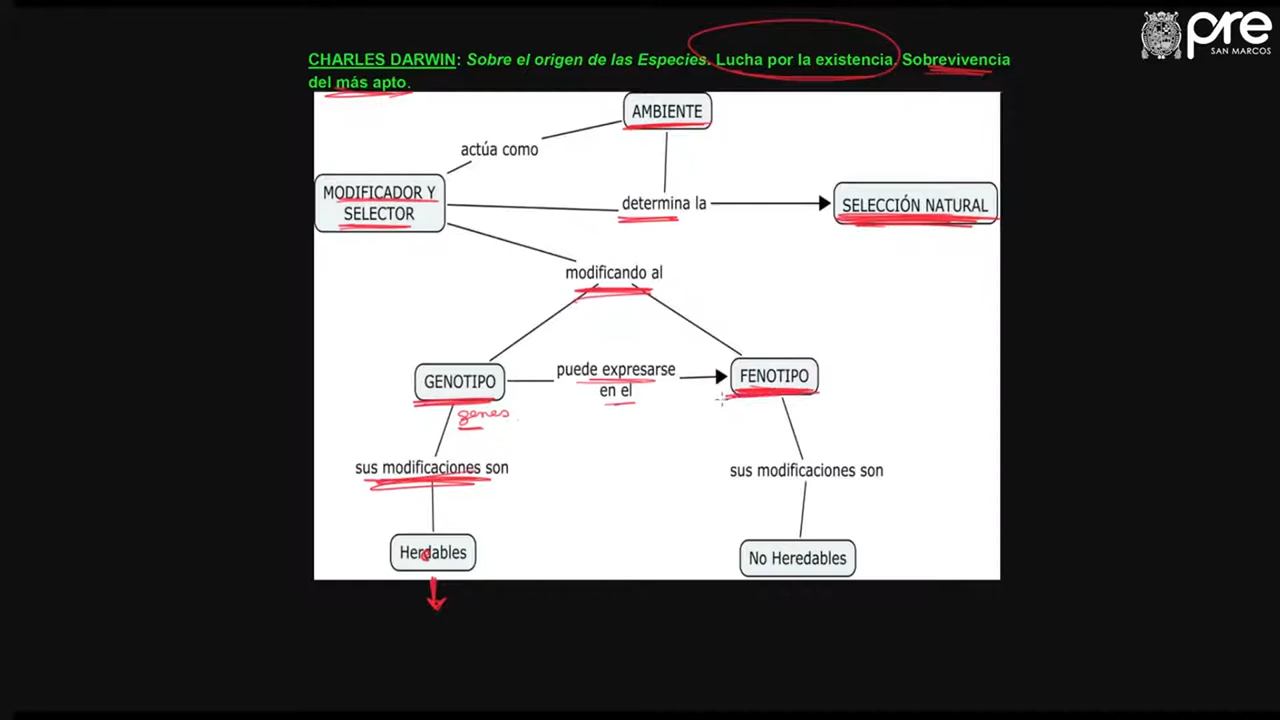 pre
SAN MARCOS
CHARLES DARWIN: Sobre el origen de las Especies. Lucha por la existencia. Sobrevivencia
del más apto.
AMBIENTE
actúa como
MODIFICADOR Y
SELECTOR
determina la
SELECCIÓN NATURAL
modificando al
GENOTIPO
puede expresarse
en el
FENOTIPO
genes
sus modificaciones son
sus modificaciones son
Herdables
e
No Heredables